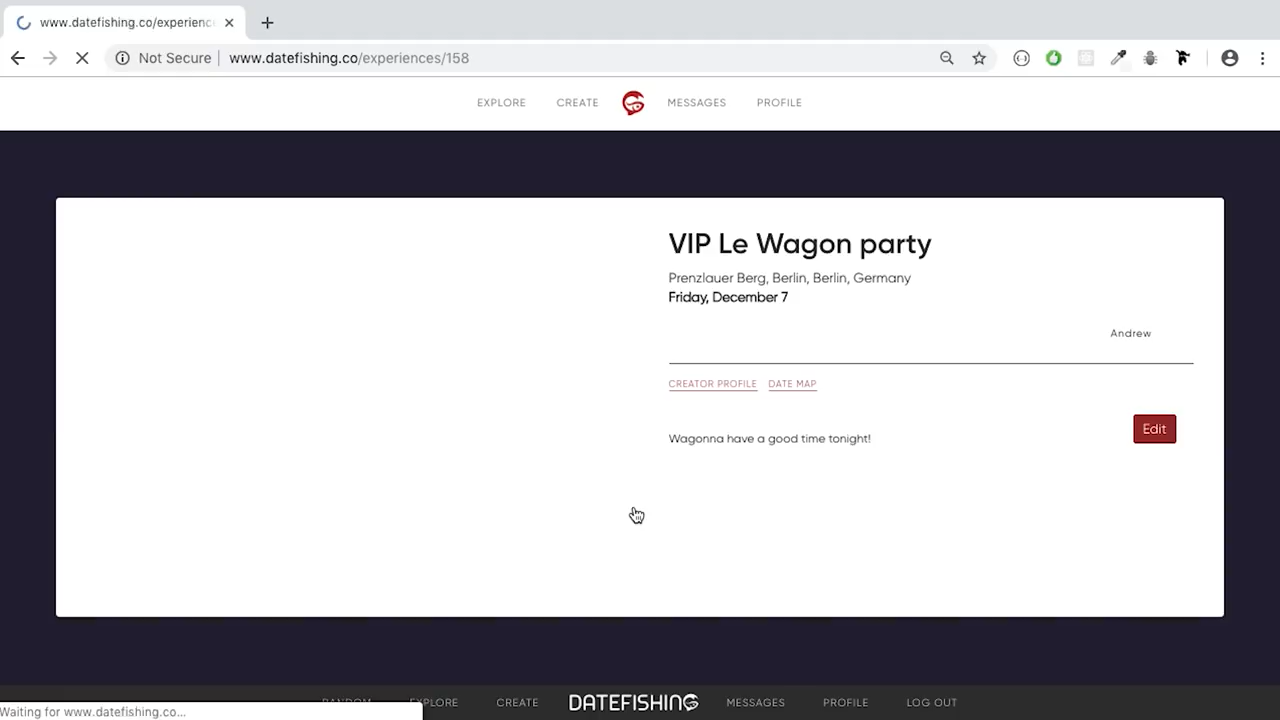 www.datefishing.co/experienc
Not Secure
www.datefishing.co/experiences/158
EXPLORE CREATE MESSAGES PROFILE
VIP Le Wagon party
Prenzlauer Berg, Berlin, Berlin, Germany
Friday, December 7
Andrew
CREATOR PROFILE DATE MAP
Edit
Wagonna have a good time tonight!
RANDOM EXPLORE CREATE DATEFISHING MESSAGES PROFILE LOG OUT
Waiting for www.datefishing.co...